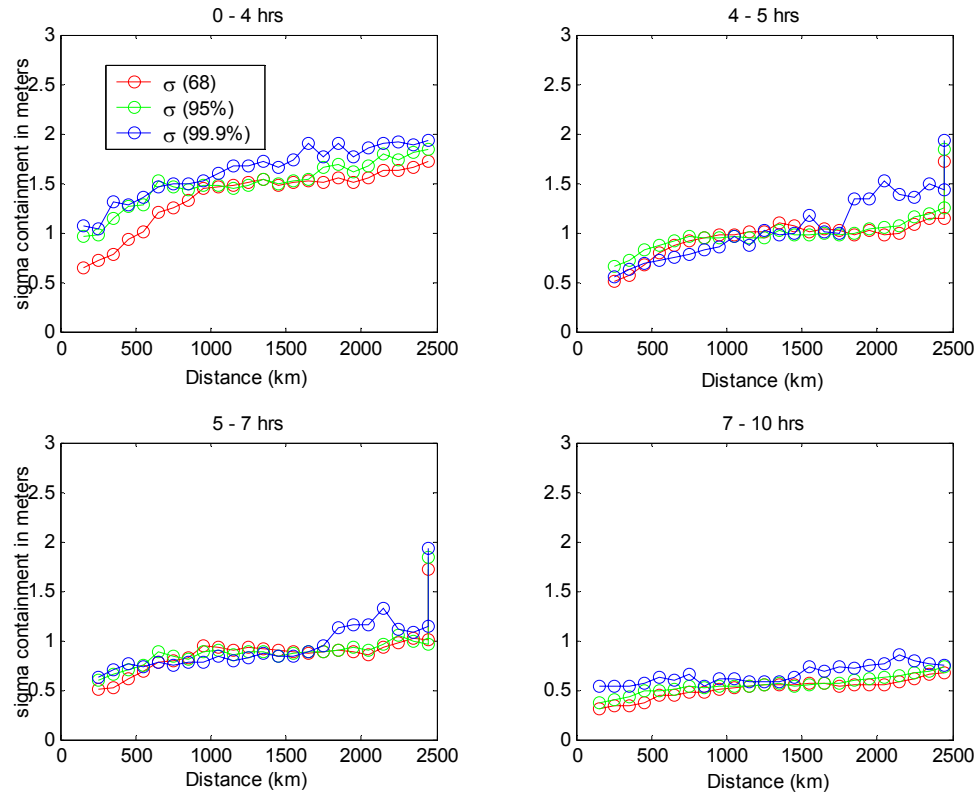 0 - 4 hrs
3
2.5
2
1.5
1
0.5
0
sigma containment in meters
σ (68)
σ (95%)
σ (99.9%)
0 500 1000 1500 2000 2500
Distance (km)
4 - 5 hrs
3
2.5
2
1.5
1
0.5
0
0 500 1000 1500 2000 2500
Distance (km)
5 - 7 hrs
3
2.5
2
1.5
1
0.5
0
sigma containment in meters
0 500 1000 1500 2000 2500
Distance (km)
7 - 10 hrs
3
2.5
2
1.5
1
0.5
0
0 500 1000 1500 2000 2500
Distance (km)